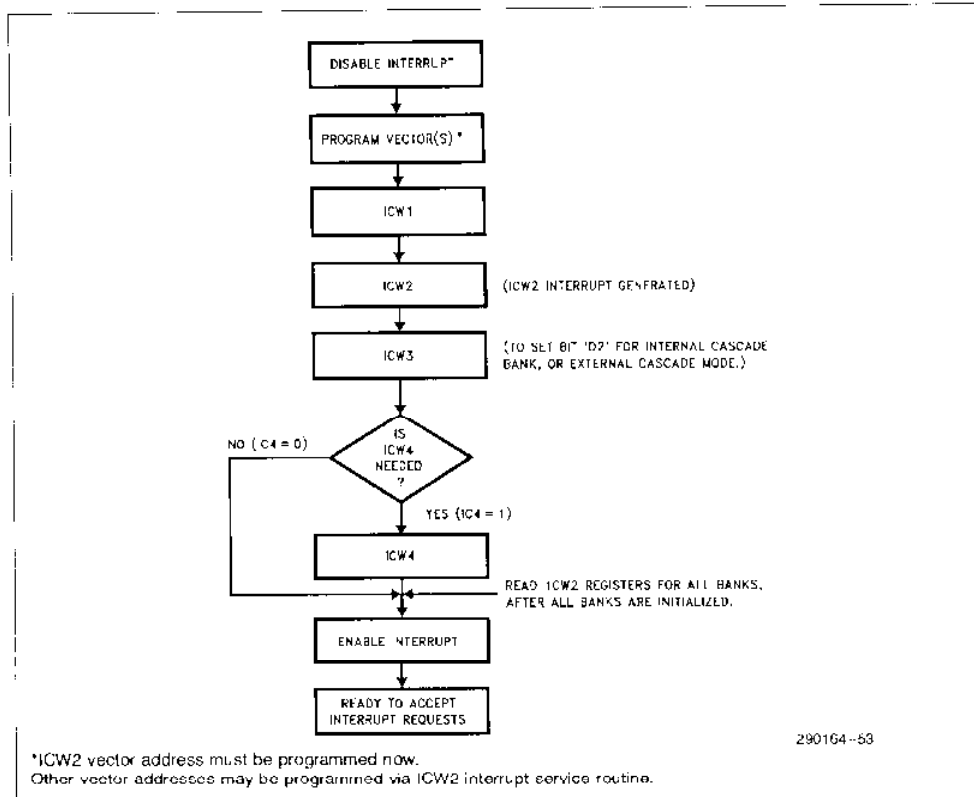 DISABLE INTERRUPT
PROGRAM VECTOR(S)*
ICW1
ICW2
(ICW2 INTERRUPT GENERATED)
ICW3
(TO SET BIT 'D2' FOR INTERNAL CASCADE
BANK, OR EXTERNAL CASCADE MODE.)
IS
ICW4
NEEDED
?
NO (IC4 = 0)
YES (IC4 = 1)
ICW4
READ ICW2 REGISTERS FOR ALL BANKS,
AFTER ALL BANKS ARE INITIALIZED.
ENABLE INTERRUPT
READY TO ACCEPT
INTERRUPT REQUESTS
290164–53
*ICW2 vector address must be programmed now.
Other vector addresses may be programmed via ICW2 interrupt service routine.